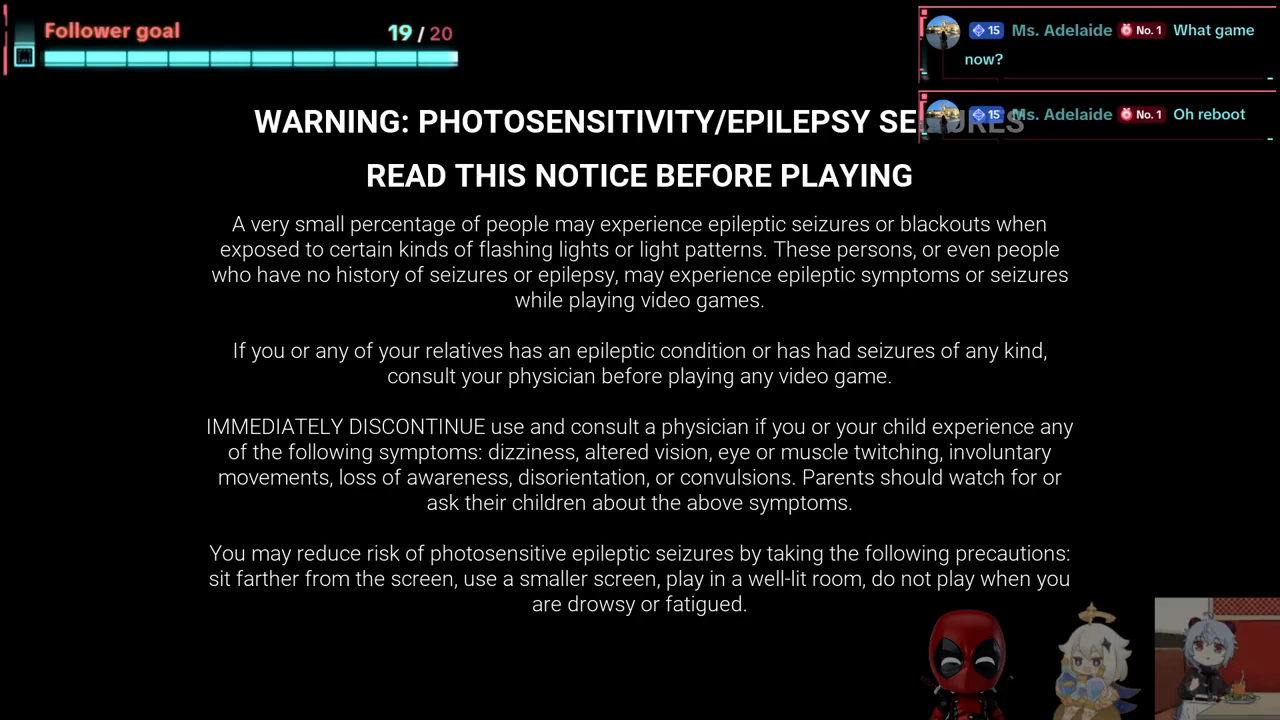 Follower goal
19 / 20
15 Ms. Adelaide No. 1 What game
now?
15 Ms. Adelaide No. 1 Oh reboot
WARNING: PHOTOSENSITIVITY/EPILEPSY SEIZURES
READ THIS NOTICE BEFORE PLAYING
A very small percentage of people may experience epileptic seizures or blackouts when
exposed to certain kinds of flashing lights or light patterns. These persons, or even people
who have no history of seizures or epilepsy, may experience epileptic symptoms or seizures
while playing video games.
If you or any of your relatives has an epileptic condition or has had seizures of any kind,
consult your physician before playing any video game.
IMMEDIATELY DISCONTINUE use and consult a physician if you or your child experience any
of the following symptoms: dizziness, altered vision, eye or muscle twitching, involuntary
movements, loss of awareness, disorientation, or convulsions. Parents should watch for or
ask their children about the above symptoms.
You may reduce risk of photosensitive epileptic seizures by taking the following precautions:
sit farther from the screen, use a smaller screen, play in a well-lit room, do not play when you
are drowsy or fatigued.